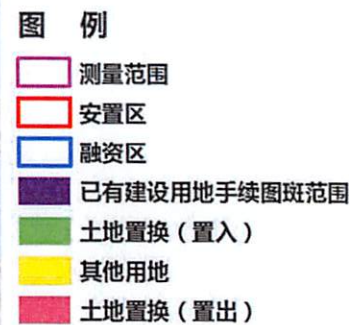 图 例
测量范围
安置区
融资区
已有建设用地手续图斑范围
土地置换（置入）
其他用地
土地置换（置出）